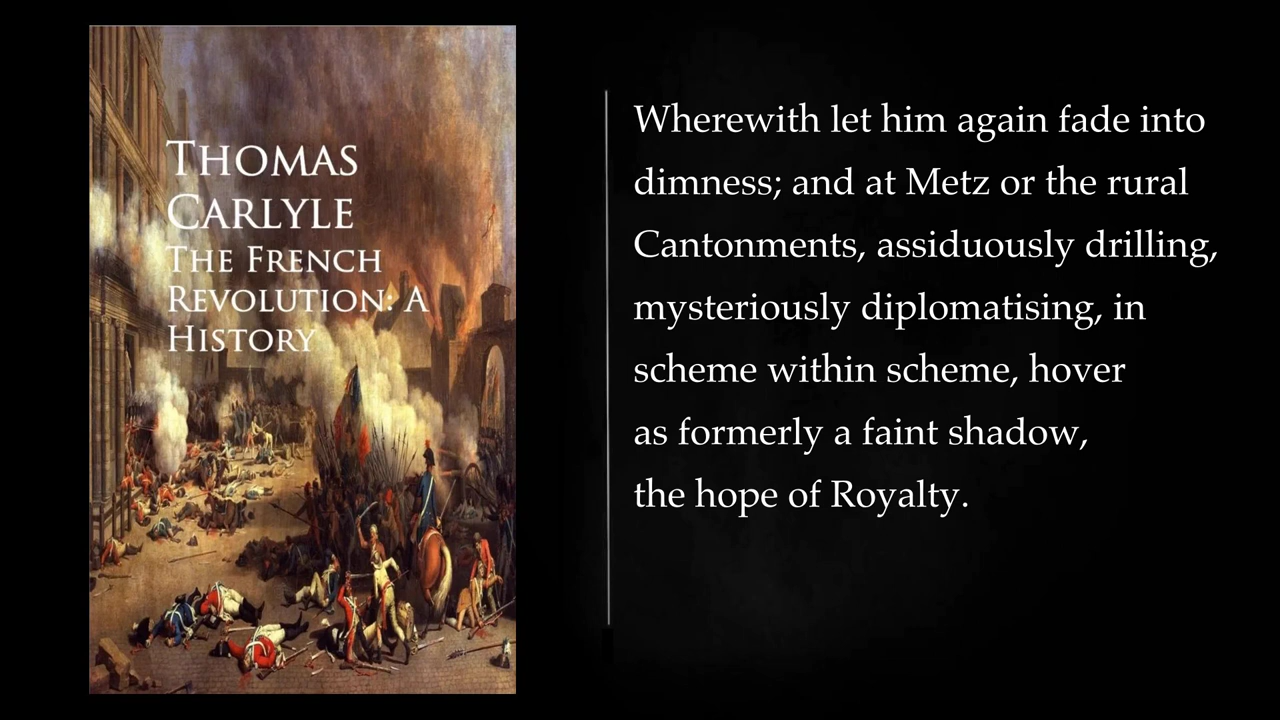 THOMAS
CARLYLE
THE FRENCH
REVOLUTION: A
HISTORY
Wherewith let him again fade into
dimness; and at Metz or the rural
Cantonments, assiduously drilling,
mysteriously diplomatising, in
scheme within scheme, hover
as formerly a faint shadow,
the hope of Royalty.